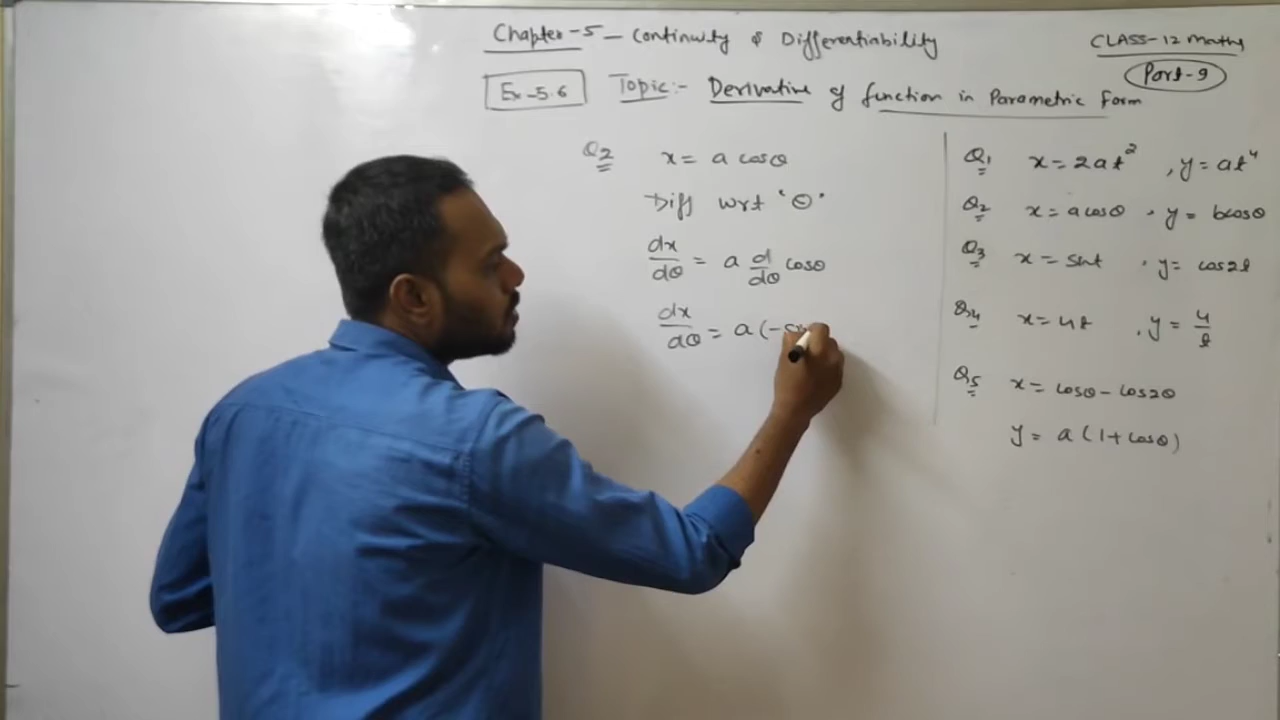 Chapter-5 – Continuity & Differentiability
CLASS-12 Maths
Part-9
Ex-5.6 Topic:- Derivative of function in Parametric Form
Q2 x = a cosθ
Diff wrt 'θ'
dx/dθ = a d/dθ cosθ
dx/dθ = a(-s
Q1 x = 2at², y = at⁴
Q2 x = a cosθ, y = b cosθ
Q3 x = sint, y = cos2t
Q4 x = 4t, y = 4/t
Q5 x = cosθ - cos2θ
y = a(1+cosθ)